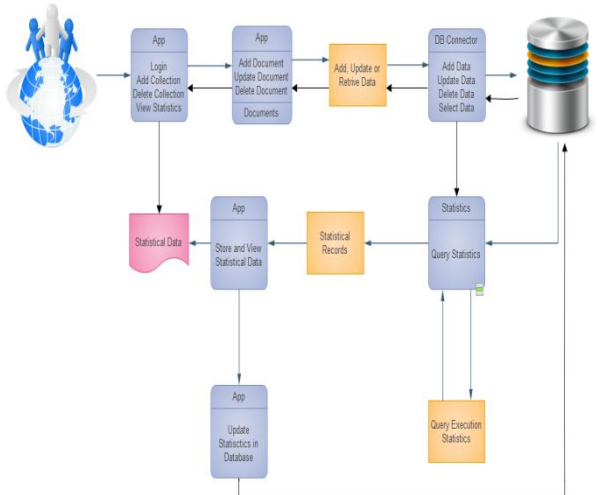 App
Login
Add Collection
Delete Collection
View Statistics
App
Add Document
Update Document
Delete Document
Documents
Add, Update or
Retrive Data
DB Connector
Add Data
Update Data
Delete Data
Select Data
Statistical Data
App
Store and View
Statistical Data
Statistical
Records
Statistics
Query Statistics
App
Update
Statisctics in
Database
Query Execution
Statistics